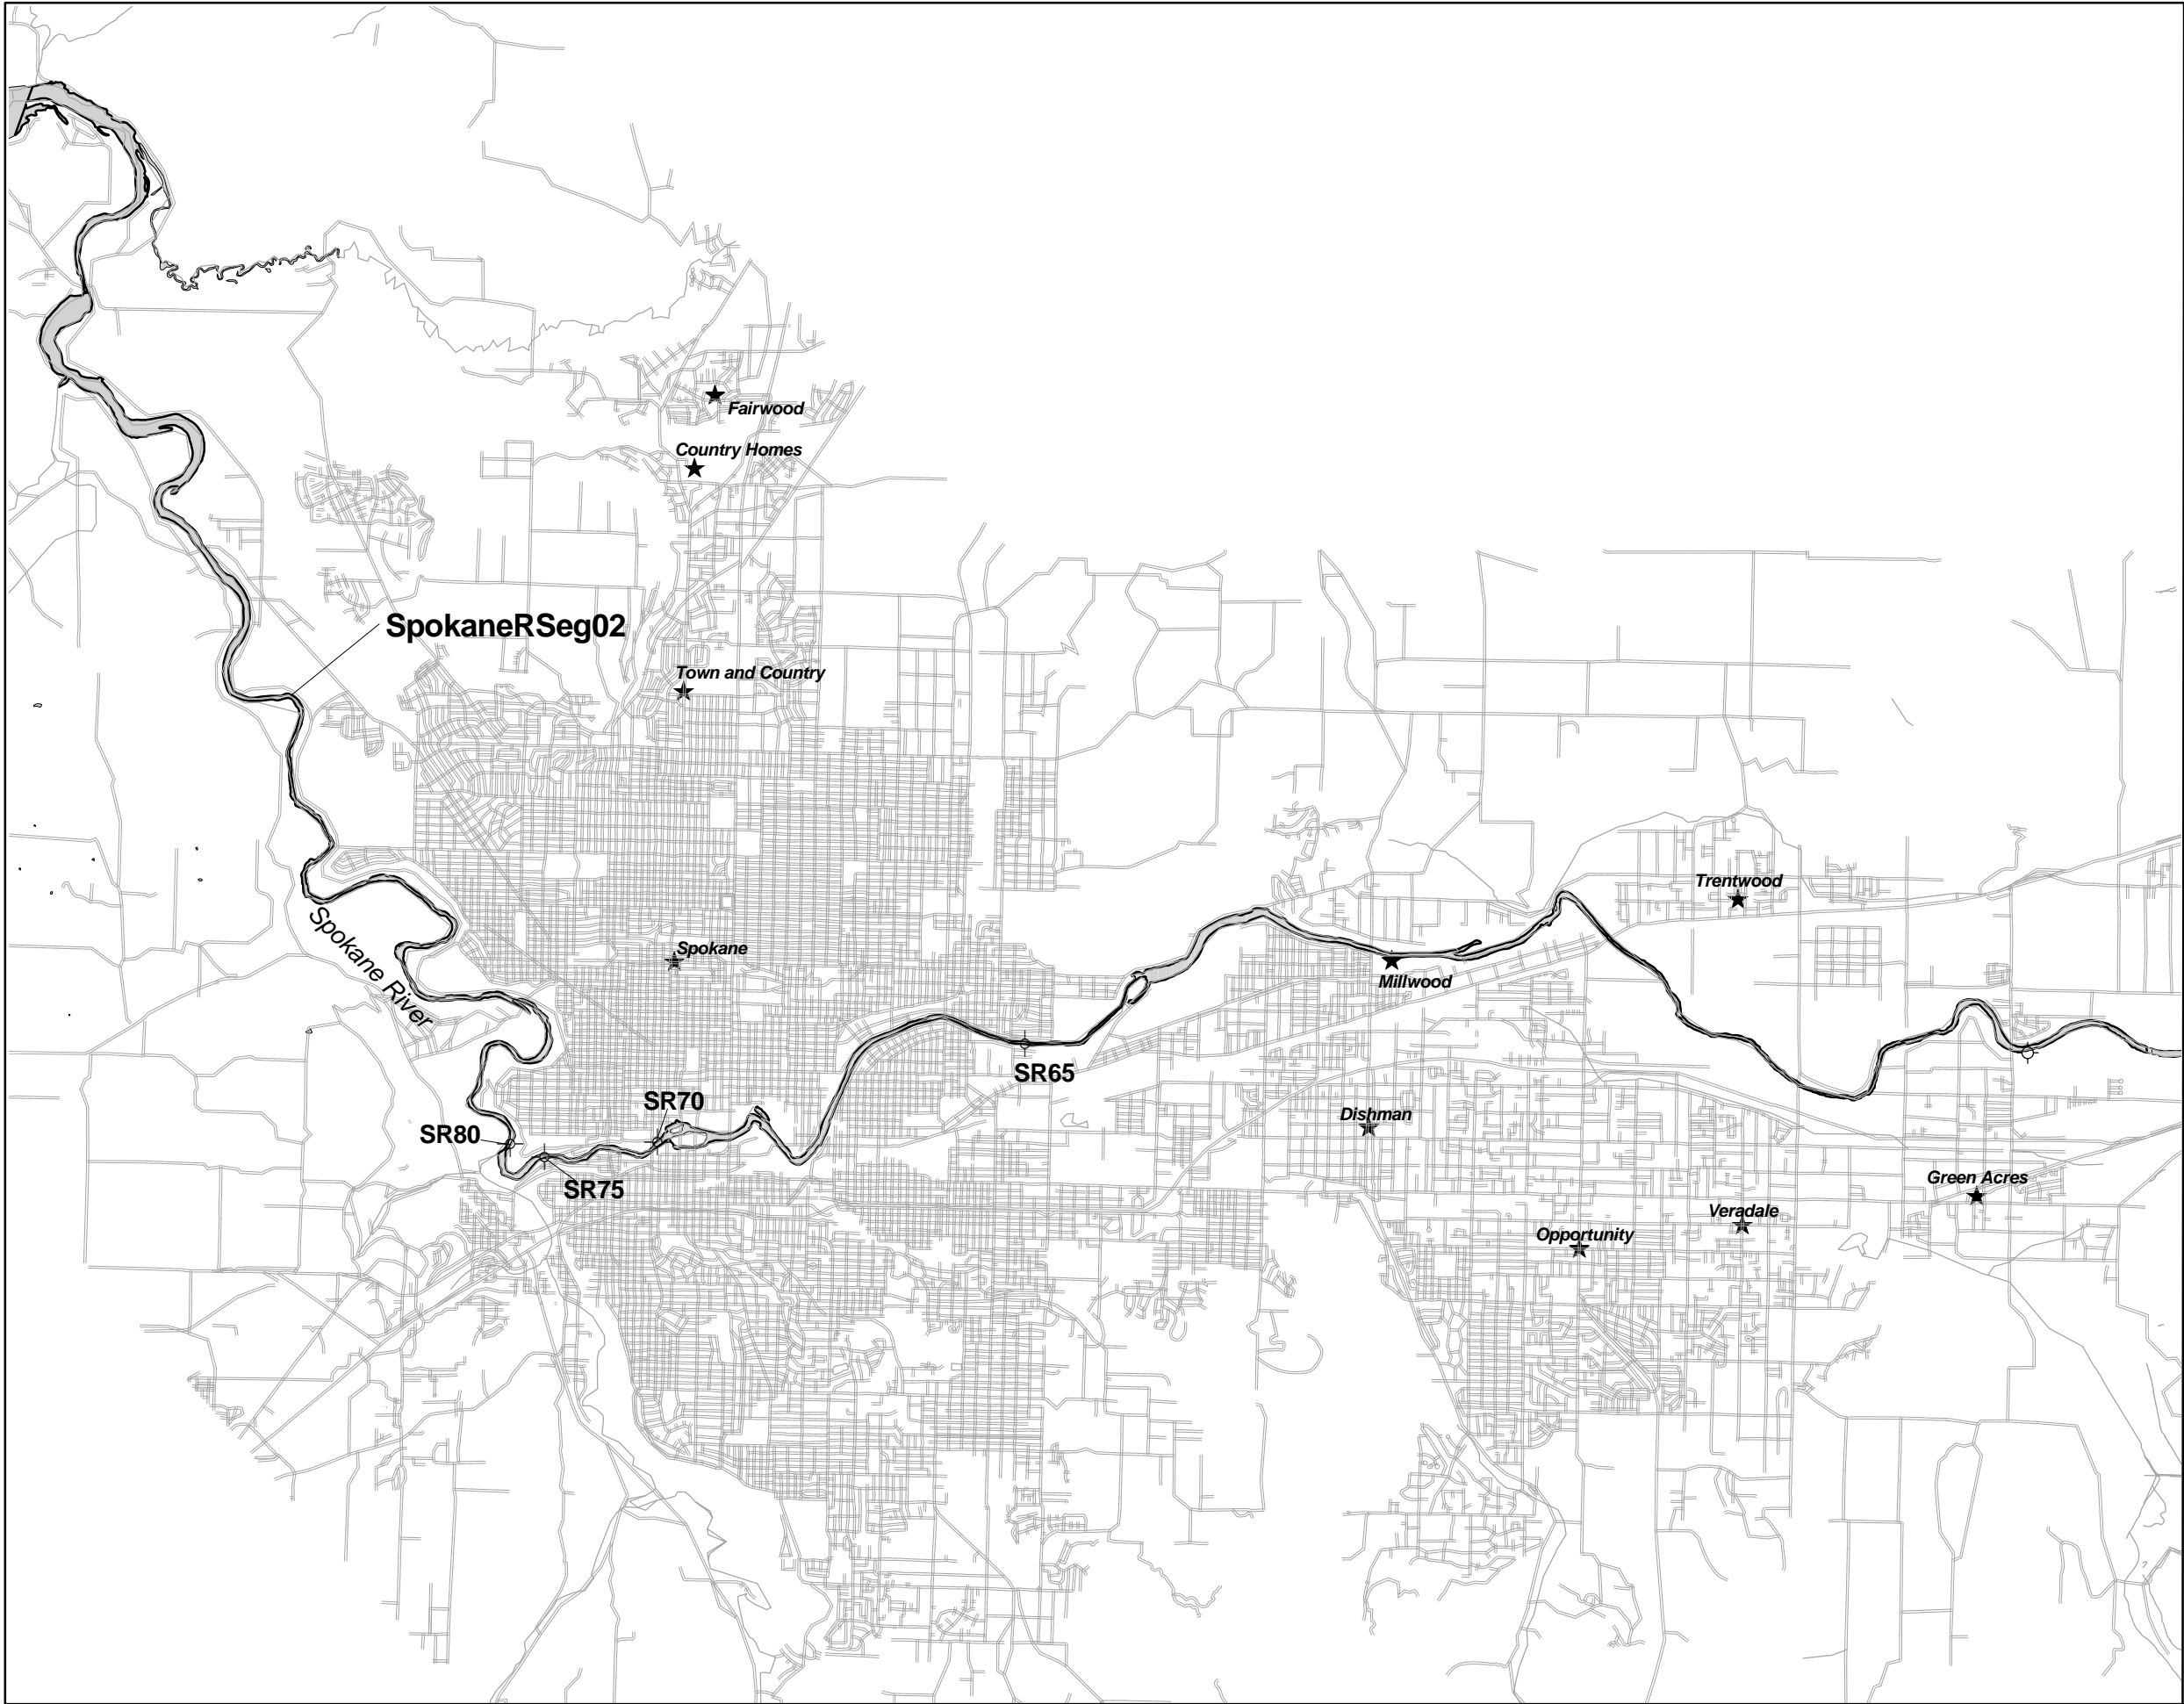 Fairwood
Country Homes
SpokaneRSeg02
Town and Country
Trentwood
Spokane River
Spokane
Millwood
SR65
SR70
Dishman
SR80
SR75
Green Acres
Veradale
Opportunity